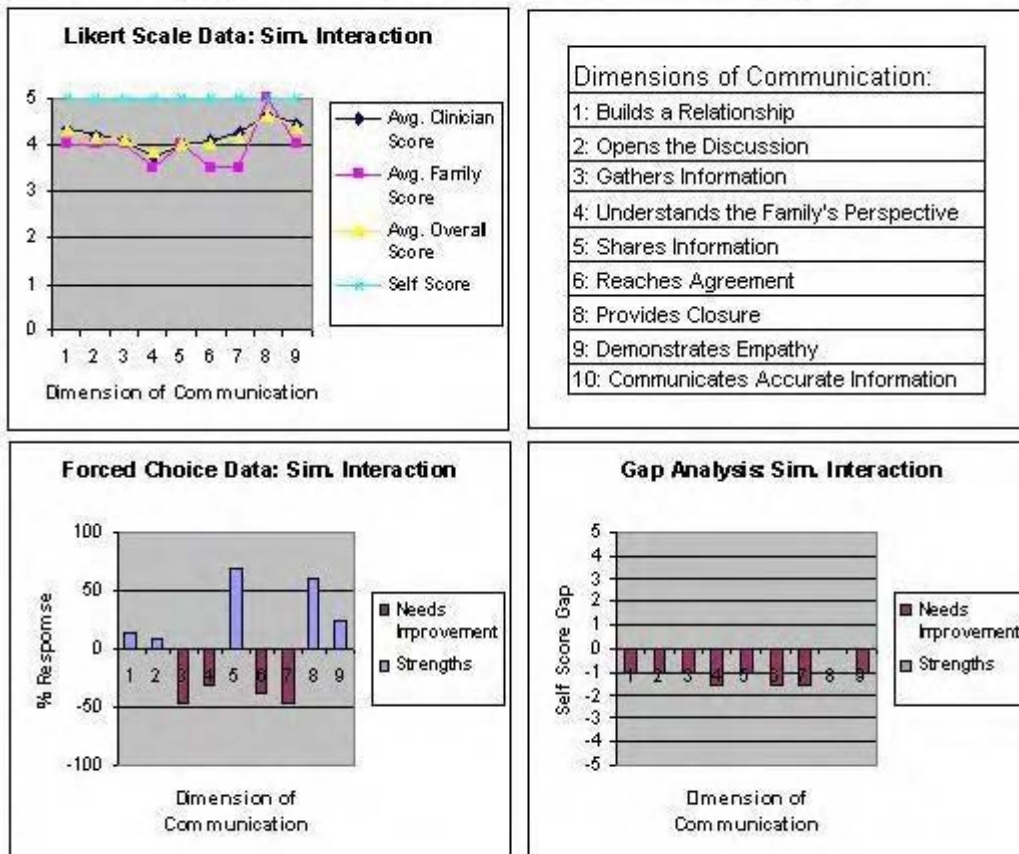 Likert Scale Data: Sim. Interaction
5
4
3
2
1
0
1 2 3 4 5 6 7 8 9
Dimension of Communication
Avg. Clinician
Score
Avg. Family
Score
Avg. Overall
Score
Self Score
Dimensions of Communication:
1: Builds a Relationship
2: Opens the Discussion
3: Gathers Information
4: Understands the Family's Perspective
5: Shares Information
6: Reaches Agreement
8: Provides Closure
9: Demonstrates Empathy
10: Communicates Accurate Information
Forced Choice Data: Sim. Interaction
100
50
0
-50
-100
% Response
1 2 3 4 5 6 7 8 9
Dimension of
Communication
Needs
Improvement
Strengths
Gap Analysis: Sim. Interaction
5
4
3
2
1
0
-1
-2
-3
-4
-5
Self Score Gap
1 2 3 4 5 6 7 8 9
Dimension of
Communication
Needs
Improvement
Strengths